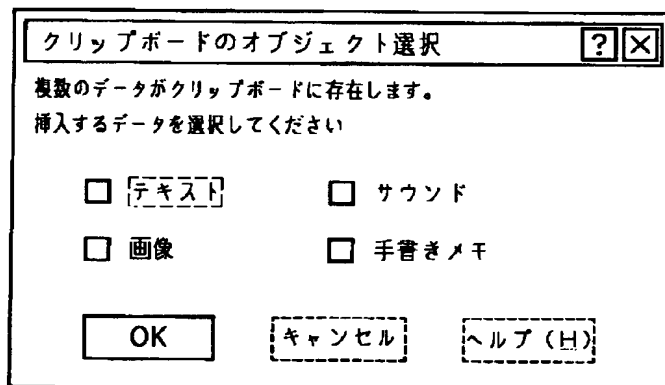 クリップボードのオブジェクト選択 ?
複数のデータがクリップボードに存在します。
挿入するデータを選択してください
テキスト サウンド
画像 手書きメモ
OK キャンセル ヘルプ(H)